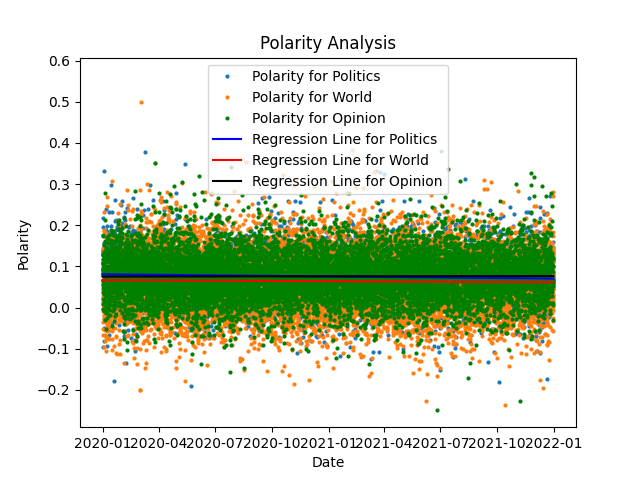 Polarity Analysis
0.6
0.5
0.4
0.3
0.2
0.1
0.0
−0.1
−0.2
Polarity
Polarity for Politics
Polarity for World
Polarity for Opinion
Regression Line for Politics
Regression Line for World
Regression Line for Opinion
2020-01 2020-04 2020-07 2020-10 2021-01 2021-04 2021-07 2021-10 2022-01
Date